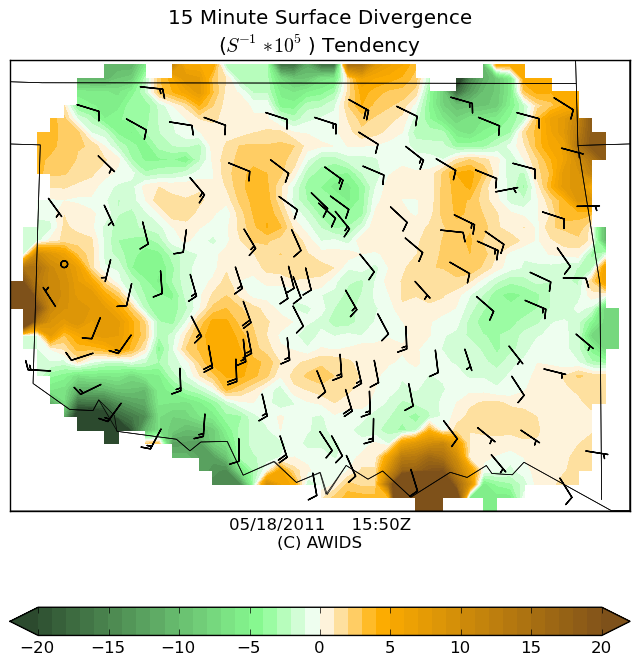 15 Minute Surface Divergence
(S⁻¹ *10⁵ ) Tendency
05/18/2011 15:50Z
(C) AWIDS
−20 −15 −10 −5 0 5 10 15 20